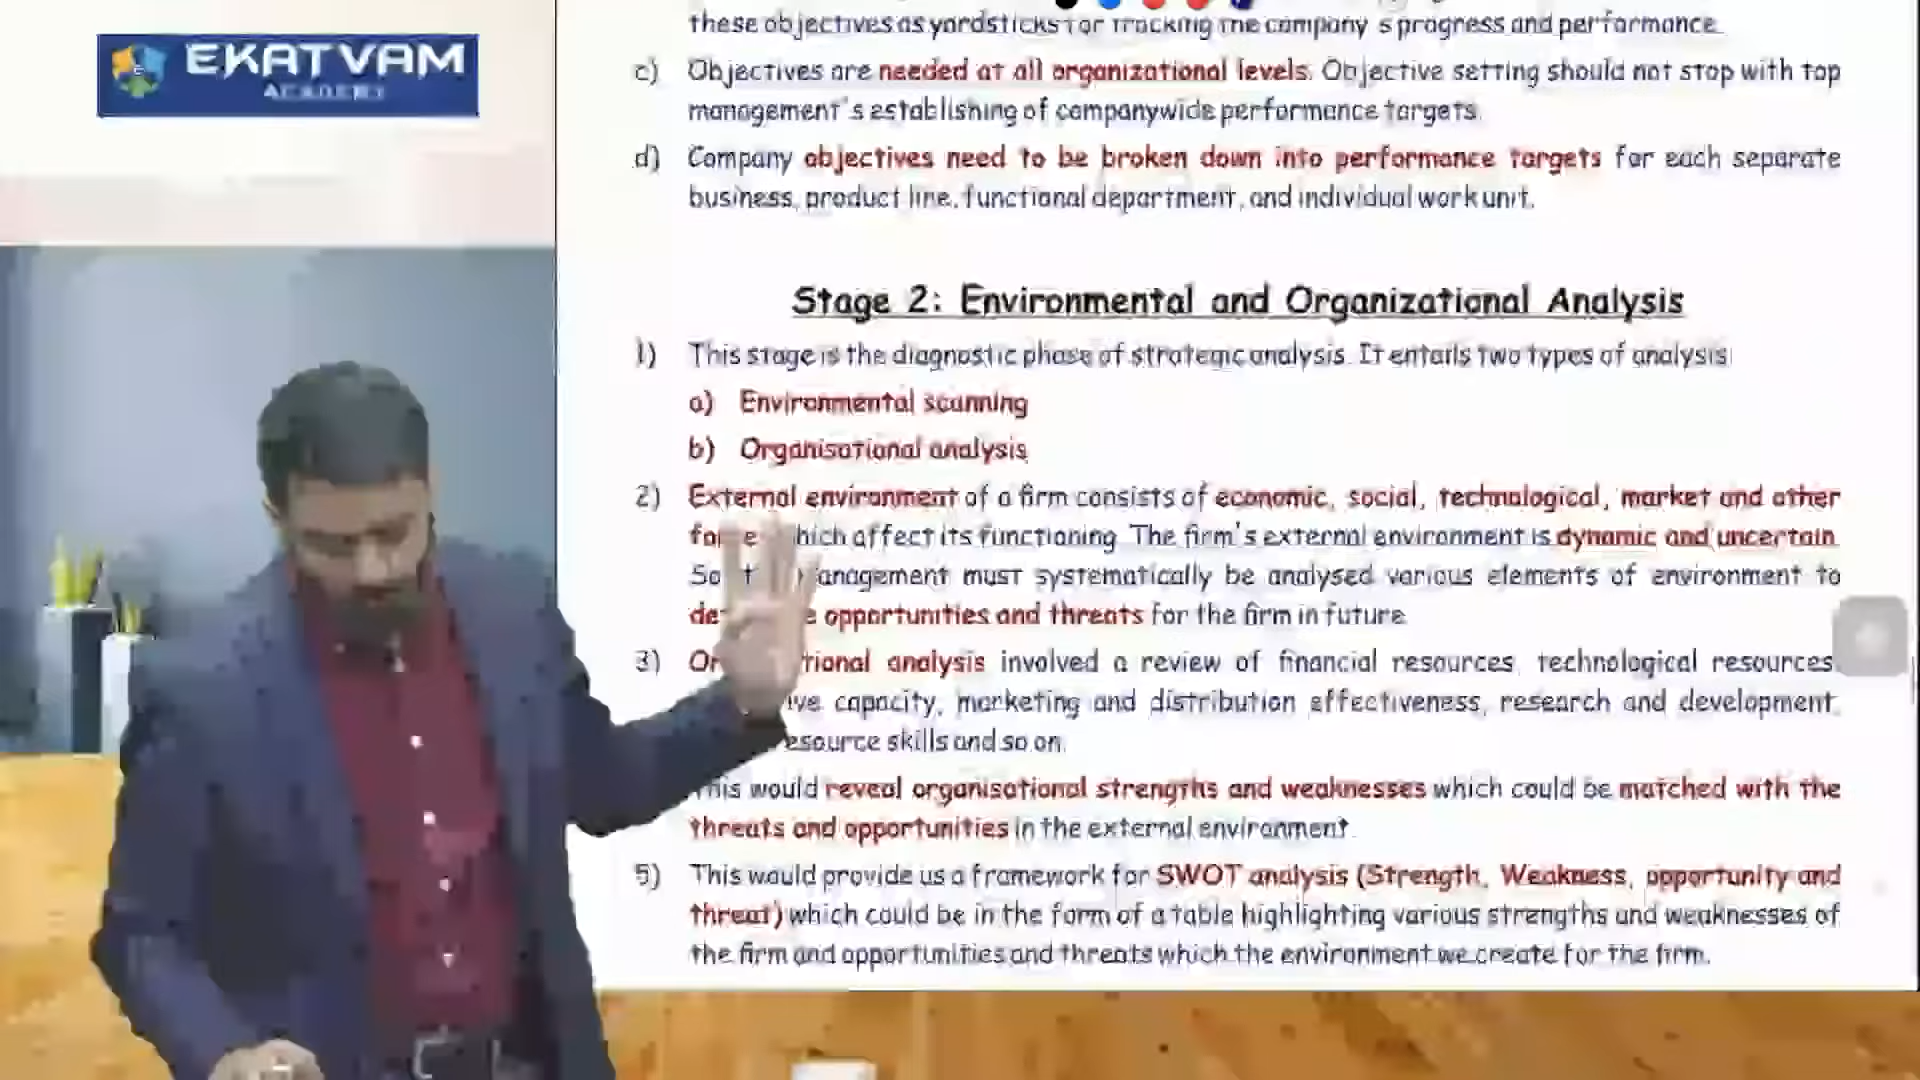 EKATVAM
ACADEMY
these objectives as yardsticks for tracking the company's progress and performance.
c) Objectives are needed at all organizational levels. Objective setting should not stop with top
management's establishing of companywide performance targets.
d) Company objectives need to be broken down into performance targets for each separate
business, product line, functional department, and individual work unit.
Stage 2: Environmental and Organizational Analysis
1) This stage is the diagnostic phase of strategic analysis. It entails two types of analysis:
a) Environmental scanning
b) Organisational analysis
2) External environment of a firm consists of economic, social, technological, market and other
which affect its functioning. The firm's external environment is dynamic and uncertain.
So management must systematically be analysed various elements of environment to
opportunities and threats for the firm in future.
3) analysis involved a review of financial resources, technological resources,
capacity, marketing and distribution effectiveness, research and development,
resource skills and so on.
This would reveal organisational strengths and weaknesses which could be matched with the
threats and opportunities in the external environment.
5) This would provide us a framework for SWOT analysis (Strength, Weakness, opportunity and
threat) which could be in the form of a table highlighting various strengths and weaknesses of
the firm and opportunities and threats which the environment we create for the firm.